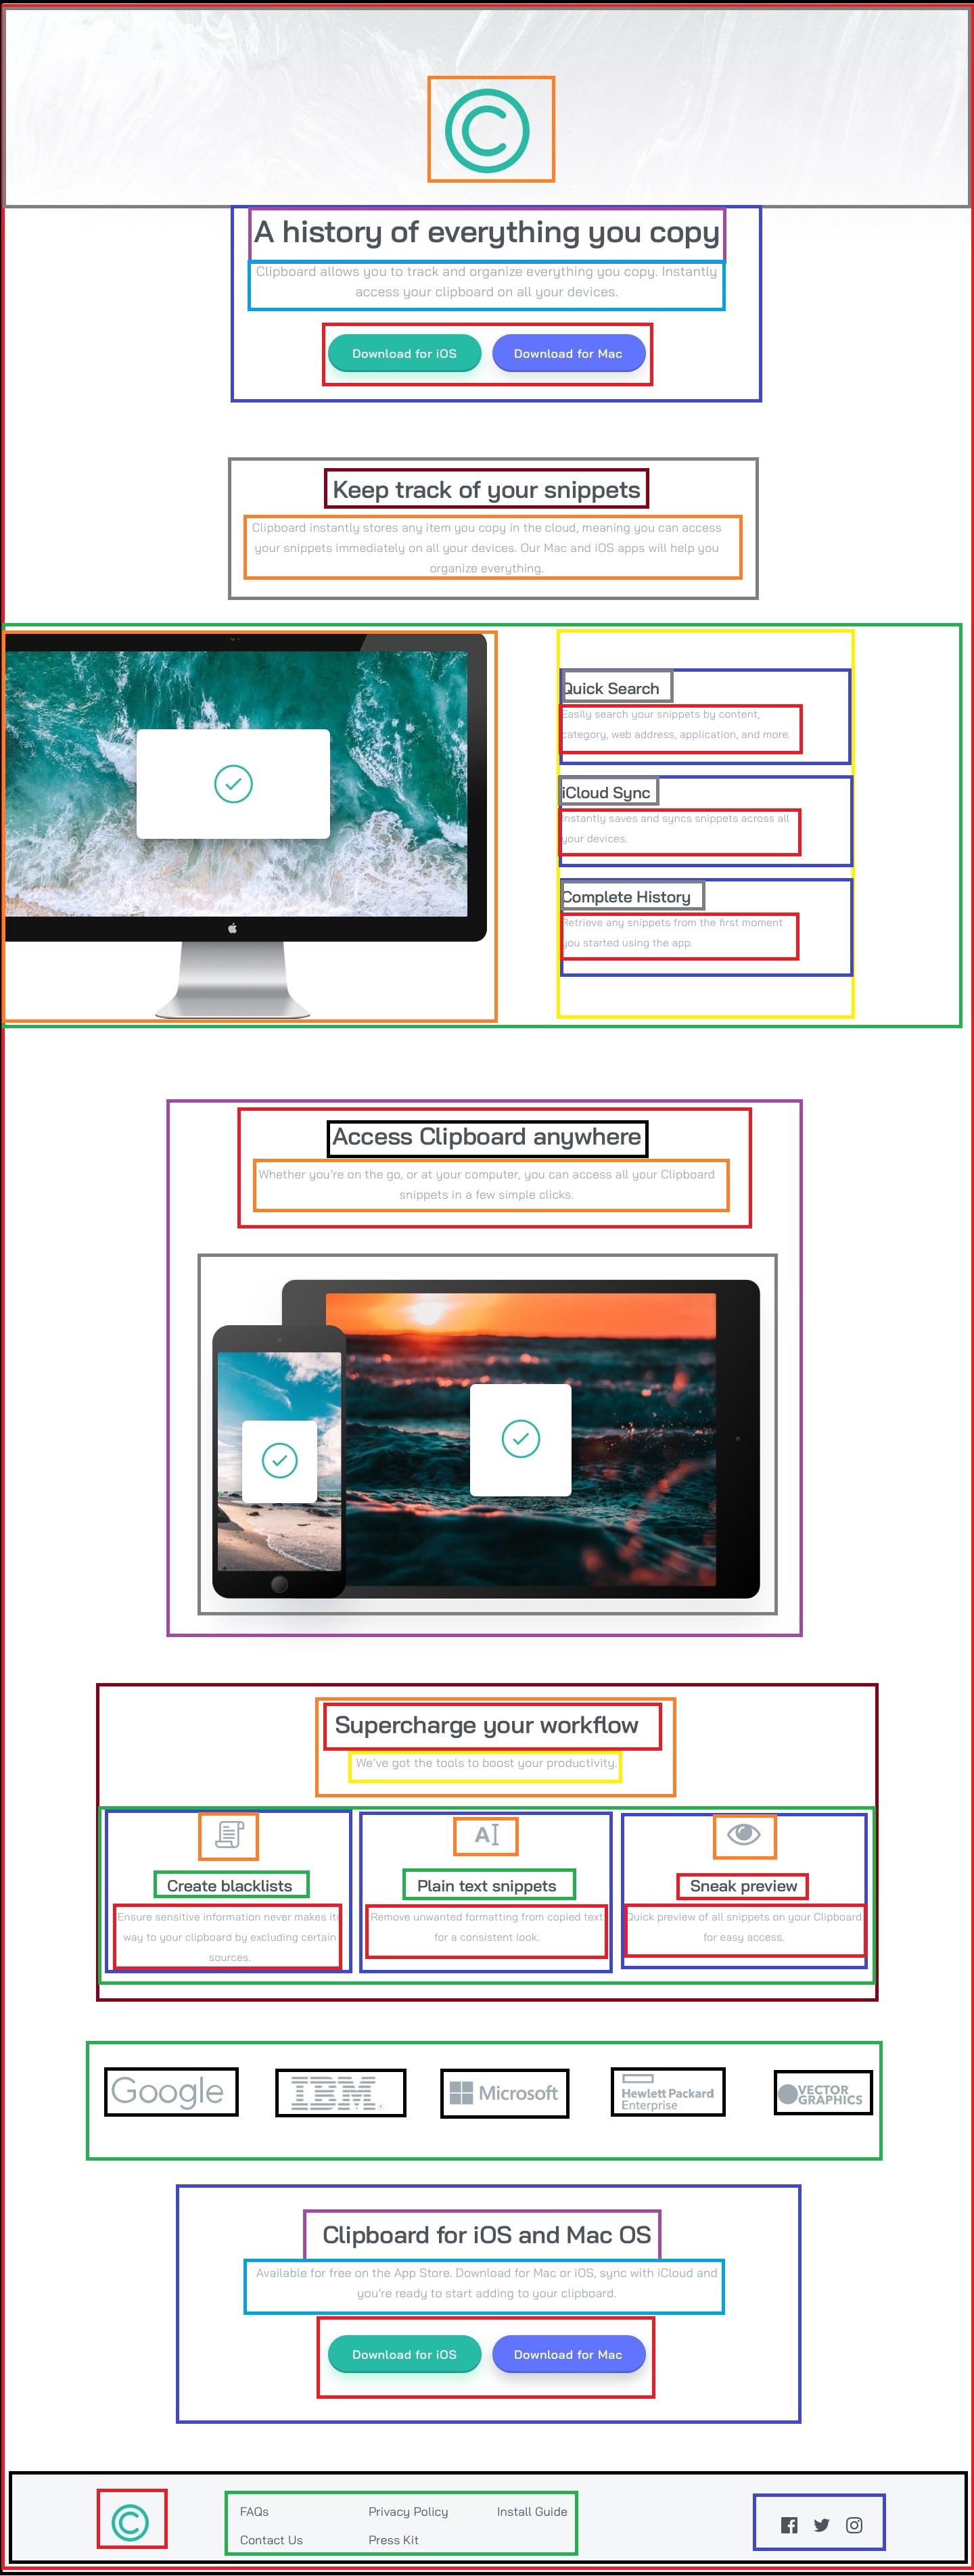 A history of everything you copy
Clipboard allows you to track and organize everything you copy. Instantly
access your clipboard on all your devices.
Download for iOS
Download for Mac
Keep track of your snippets
Clipboard instantly stores any item you copy in the cloud, meaning you can access
your snippets immediately on all your devices. Our Mac and iOS apps will help you
organize everything.
Quick Search
Easily search your snippets by content,
category, web address, application, and more.
iCloud Sync
Instantly saves and syncs snippets across all
your devices.
Complete History
Retrieve any snippets from the first moment
you started using the app.
Access Clipboard anywhere
Whether you're on the go, or at your computer, you can access all your Clipboard
snippets in a few simple clicks.
Supercharge your workflow
We've got the tools to boost your productivity.
Create blacklists
Ensure sensitive information never makes its
way to your clipboard by excluding certain
sources.
A
Plain text snippets
Remove unwanted formatting from copied text
for a consistent look.
Sneak preview
Quick preview of all snippets on your Clipboard
for easy access.
Google
IBM
Microsoft
Hewlett Packard
Enterprise
VECTOR
GRAPHICS
Clipboard for iOS and Mac OS
Available for free on the App Store. Download for Mac or iOS, sync with iCloud and
you're ready to start adding to your clipboard.
Download for iOS
Download for Mac
FAQs
Contact Us
Privacy Policy
Press Kit
Install Guide